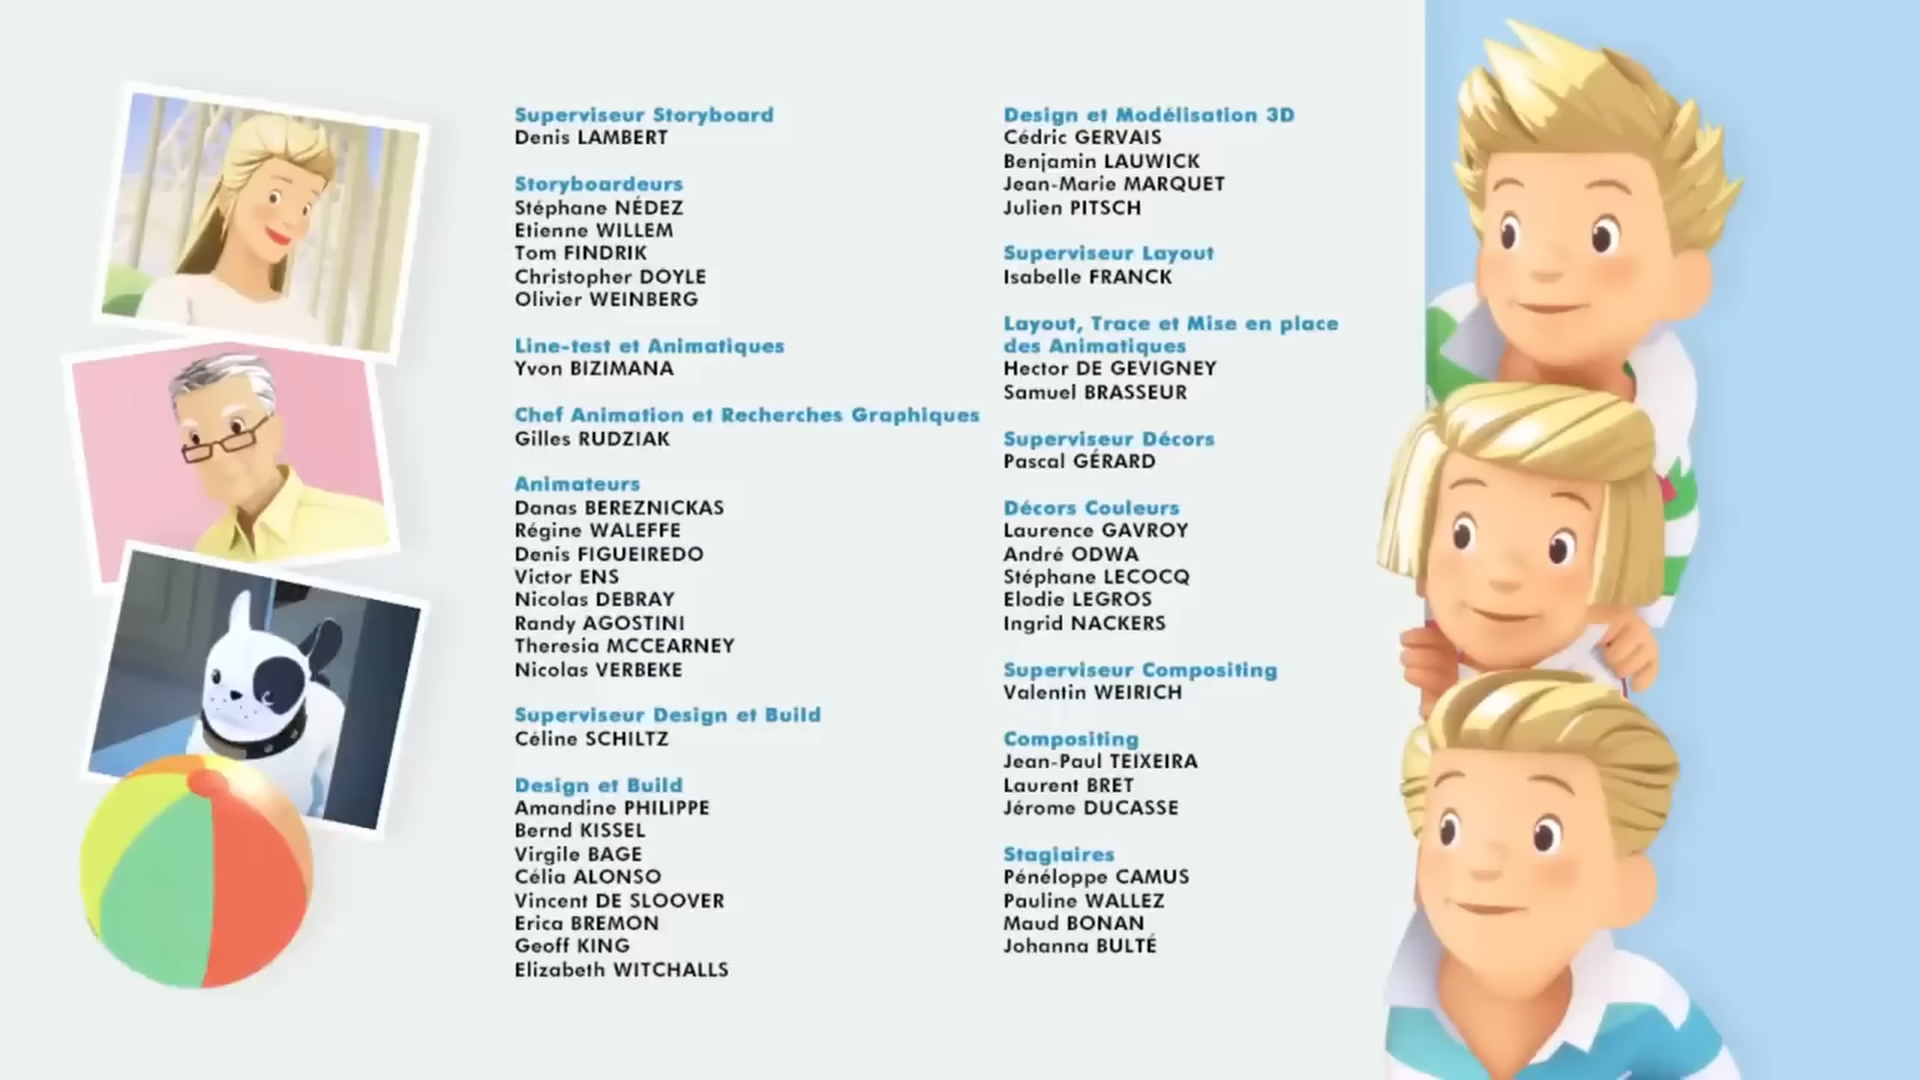 Superviseur Storyboard
Denis LAMBERT
Storyboardeurs
Stéphane NÉDEZ
Etienne WILLEM
Tom FINDRIK
Christopher DOYLE
Olivier WEINBERG
Line-test et Animatiques
Yvon BIZIMANA
Chef Animation et Recherches Graphiques
Gilles RUDZIAK
Animateurs
Danas BEREZNICKAS
Régine WALEFFE
Denis FIGUEIREDO
Victor ENS
Nicolas DEBRAY
Randy AGOSTINI
Theresia MCCEARNEY
Nicolas VERBEKE
Superviseur Design et Build
Céline SCHILTZ
Design et Build
Amandine PHILIPPE
Bernd KISSEL
Virgile BAGE
Célia ALONSO
Vincent DE SLOOVER
Erica BREMON
Geoff KING
Elizabeth WITCHALLS
Design et Modélisation 3D
Cédric GERVAIS
Benjamin LAUWICK
Jean-Marie MARQUET
Julien PITSCH
Superviseur Layout
Isabelle FRANCK
Layout, Trace et Mise en place
des Animatiques
Hector DE GEVIGNEY
Samuel BRASSEUR
Superviseur Décors
Pascal GÉRARD
Décors Couleurs
Laurence GAVROY
André ODWA
Stéphane LECOCQ
Elodie LEGROS
Ingrid NACKERS
Superviseur Compositing
Valentin WEIRICH
Compositing
Jean-Paul TEIXEIRA
Laurent BRET
Jérome DUCASSE
Stagiaires
Pénéloppe CAMUS
Pauline WALLEZ
Maud BONAN
Johanna BULTÉ